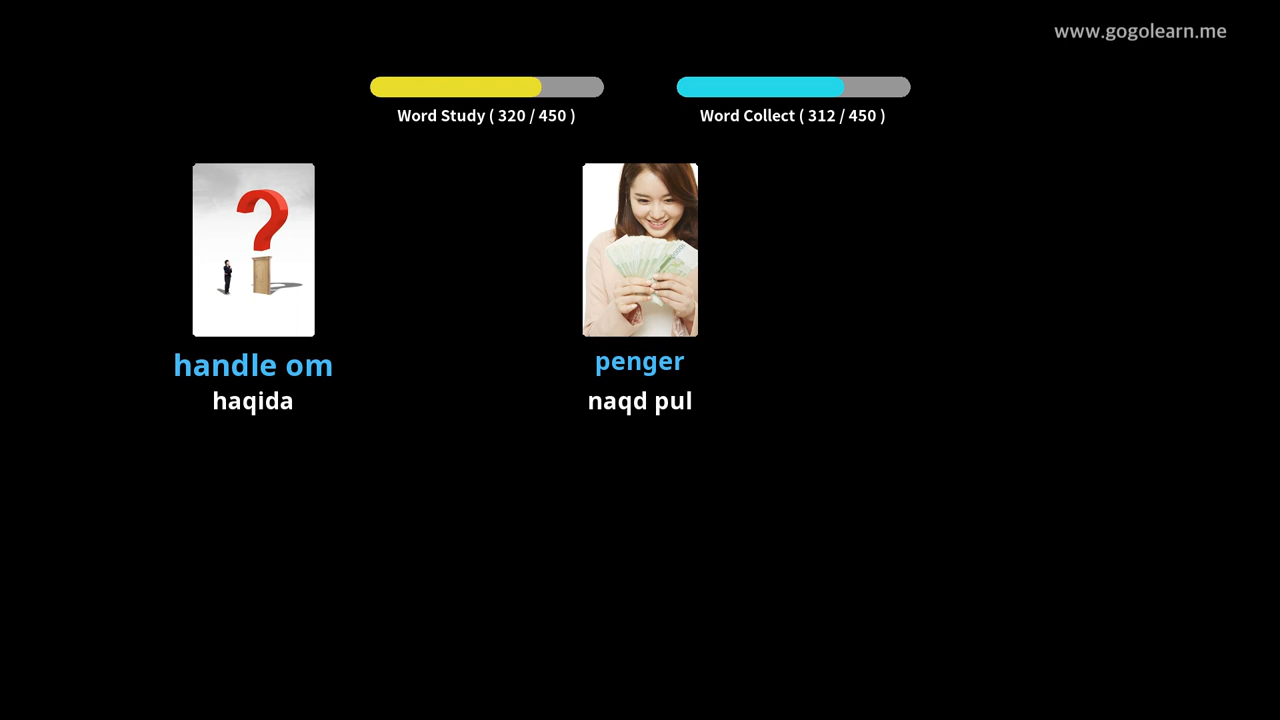 www.gogolearn.me
Word Study ( 320 / 450 )
Word Collect ( 312 / 450 )
handle om
haqida
penger
naqd pul